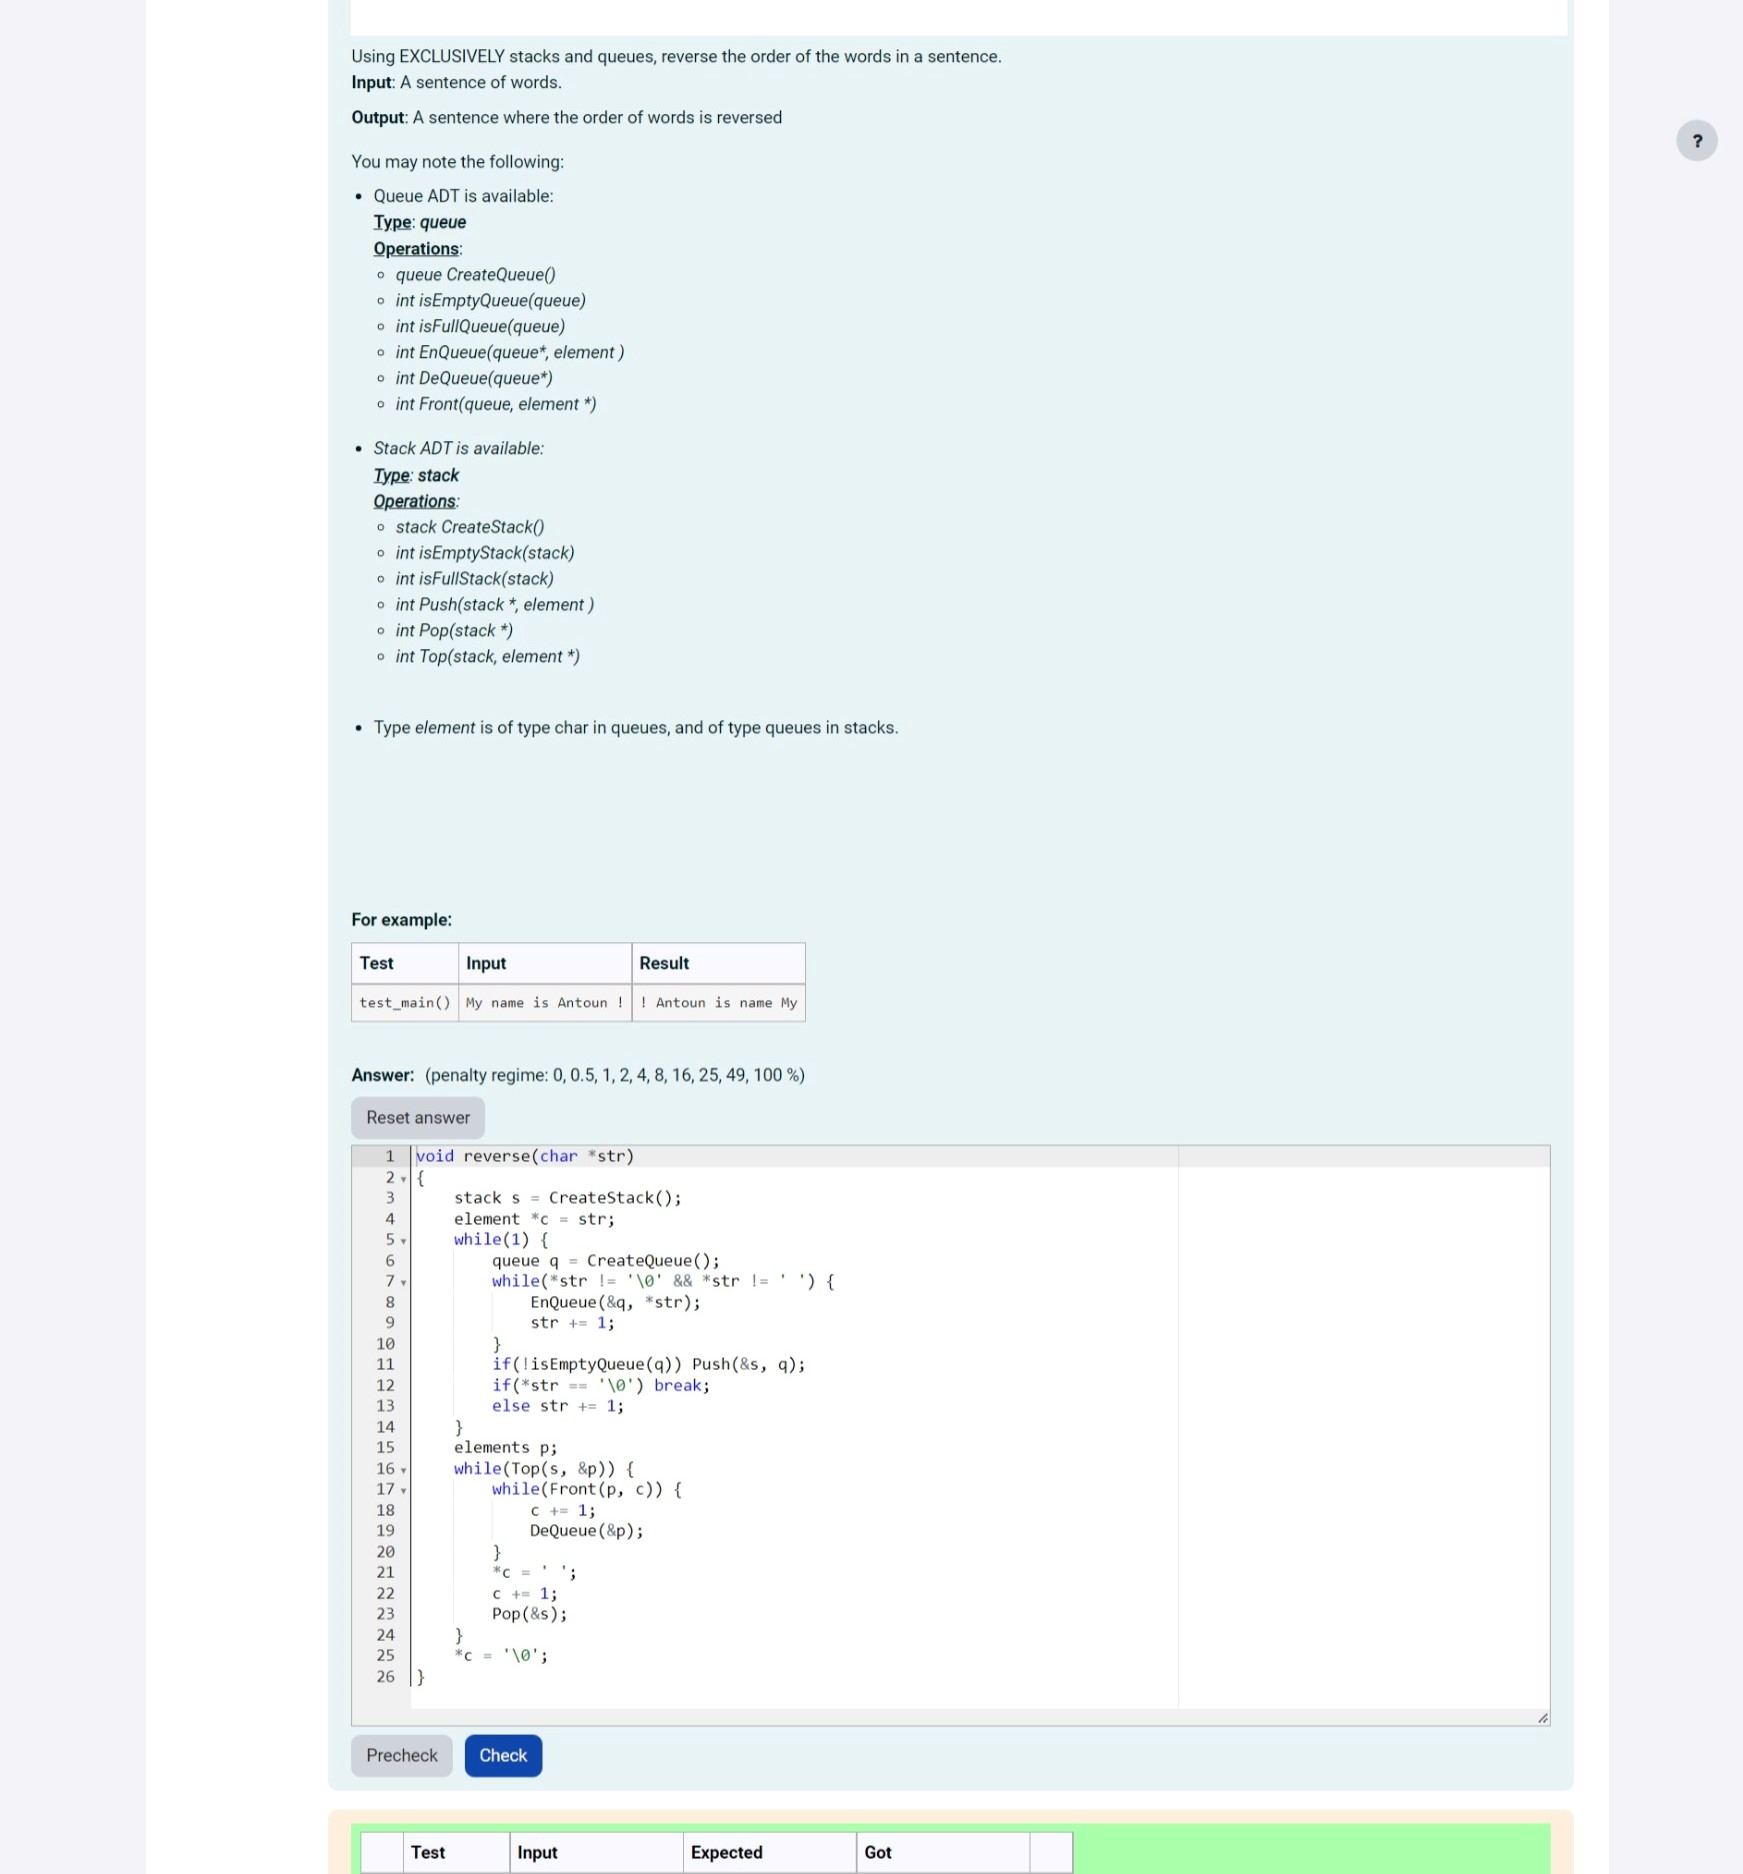 Using EXCLUSIVELY stacks and queues, reverse the order of the words in a sentence.
Input: A sentence of words.
Output: A sentence where the order of words is reversed
?
You may note the following:
• Queue ADT is available:
Type: queue
Operations:
◦ queue CreateQueue()
◦ int isEmptyQueue(queue)
◦ int isFullQueue(queue)
◦ int EnQueue(queue*, element )
◦ int DeQueue(queue*)
◦ int Front(queue, element *)
• Stack ADT is available:
Type: stack
Operations:
◦ stack CreateStack()
◦ int isEmptyStack(stack)
◦ int isFullStack(stack)
◦ int Push(stack *, element )
◦ int Pop(stack *)
◦ int Top(stack, element *)
• Type element is of type char in queues, and of type queues in stacks.
For example:
Test Input Result
test_main() My name is Antoun ! ! Antoun is name My
Answer: (penalty regime: 0, 0.5, 1, 2, 4, 8, 16, 25, 49, 100 %)
Reset answer
1 void reverse(char *str)
2 {
3     stack s = CreateStack();
4     element *c = str;
5     while(1) {
6         queue q = CreateQueue();
7         while(*str != '\0' && *str != ' ') {
8             EnQueue(&q, *str);
9             str += 1;
10         }
11         if(!isEmptyQueue(q)) Push(&s, q);
12         if(*str == '\0') break;
13         else str += 1;
14     }
15     elements p;
16     while(Top(s, &p)) {
17         while(Front(p, c)) {
18             c += 1;
19             DeQueue(&p);
20         }
21         *c = ' ';
22         c += 1;
23         Pop(&s);
24     }
25     *c = '\0';
26 }
Precheck Check
Test Input Expected Got